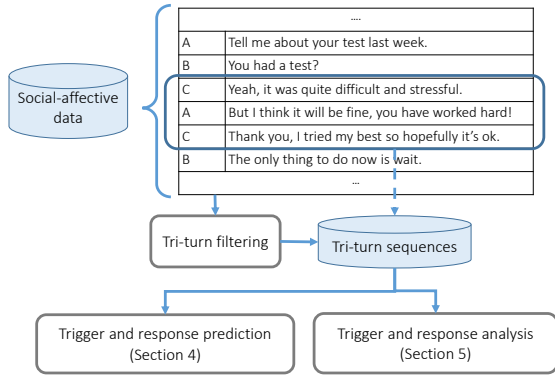 ....
A Tell me about your test last week.
B You had a test?
C Yeah, it was quite difficult and stressful.
A But I think it will be fine, you have worked hard!
C Thank you, I tried my best so hopefully it's ok.
B The only thing to do now is wait.
...
Social-affective
data
Tri-turn filtering
Tri-turn sequences
Trigger and response prediction
(Section 4)
Trigger and response analysis
(Section 5)